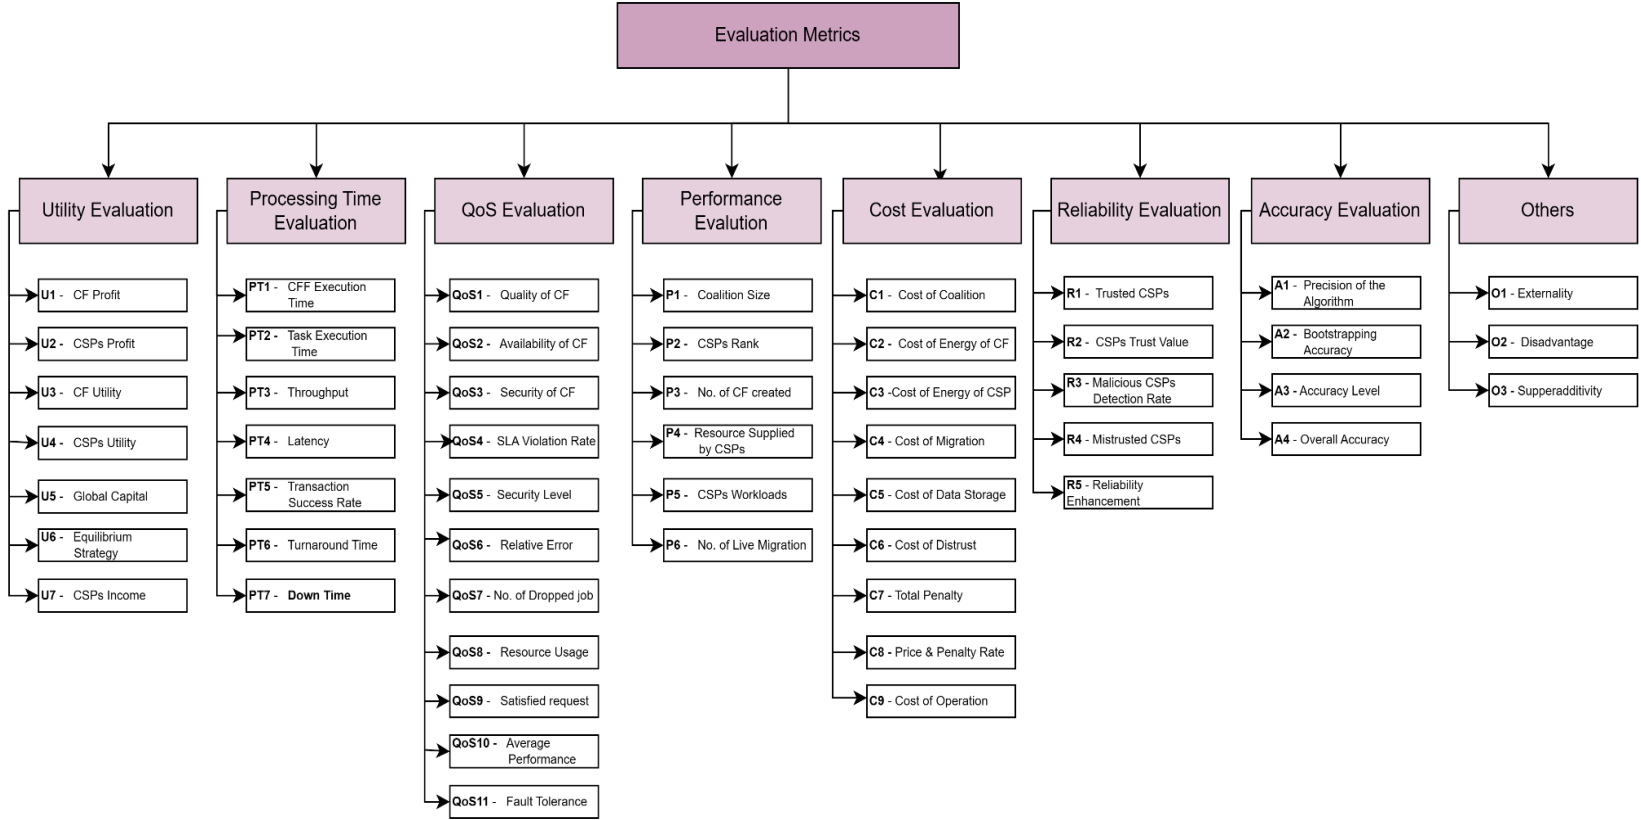 Evaluation Metrics
Utility Evaluation
U1 - CF Profit
U2 - CSPs Profit
U3 - CF Utility
U4 - CSPs Utility
U5 - Global Capital
U6 - Equilibrium
Strategy
U7 - CSPs Income
Processing Time
Evaluation
PT1 - CFF Execution
Time
PT2 - Task Execution
Time
PT3 - Throughput
PT4 - Latency
PT5 - Transaction
Success Rate
PT6 - Turnaround Time
PT7 - Down Time
QoS Evaluation
QoS1 - Quality of CF
QoS2 - Availability of CF
QoS3 - Security of CF
QoS4 - SLA Violation Rate
QoS5 - Security Level
QoS6 - Relative Error
QoS7 - No. of Dropped job
QoS8 - Resource Usage
QoS9 - Satisfied request
QoS10 - Average
Performance
QoS11 - Fault Tolerance
Performance
Evalution
P1 - Coalition Size
P2 - CSPs Rank
P3 - No. of CF created
P4 - Resource Supplied
by CSPs
P5 - CSPs Workloads
P6 - No. of Live Migration
Cost Evaluation
C1 - Cost of Coalition
C2 - Cost of Energy of CF
C3 -Cost of Energy of CSP
C4 - Cost of Migration
C5 - Cost of Data Storage
C6 - Cost of Distrust
C7 - Total Penalty
C8 - Price & Penalty Rate
C9 - Cost of Operation
Reliability Evaluation
R1 - Trusted CSPs
R2 - CSPs Trust Value
R3 - Malicious CSPs
Detection Rate
R4 - Mistrusted CSPs
R5 - Reliability
Enhancement
Accuracy Evaluation
A1 - Precision of the
Algorithm
A2 - Bootstrapping
Accuracy
A3 - Accuracy Level
A4 - Overall Accuracy
Others
O1 - Externality
O2 - Disadvantage
O3 - Supperadditivity